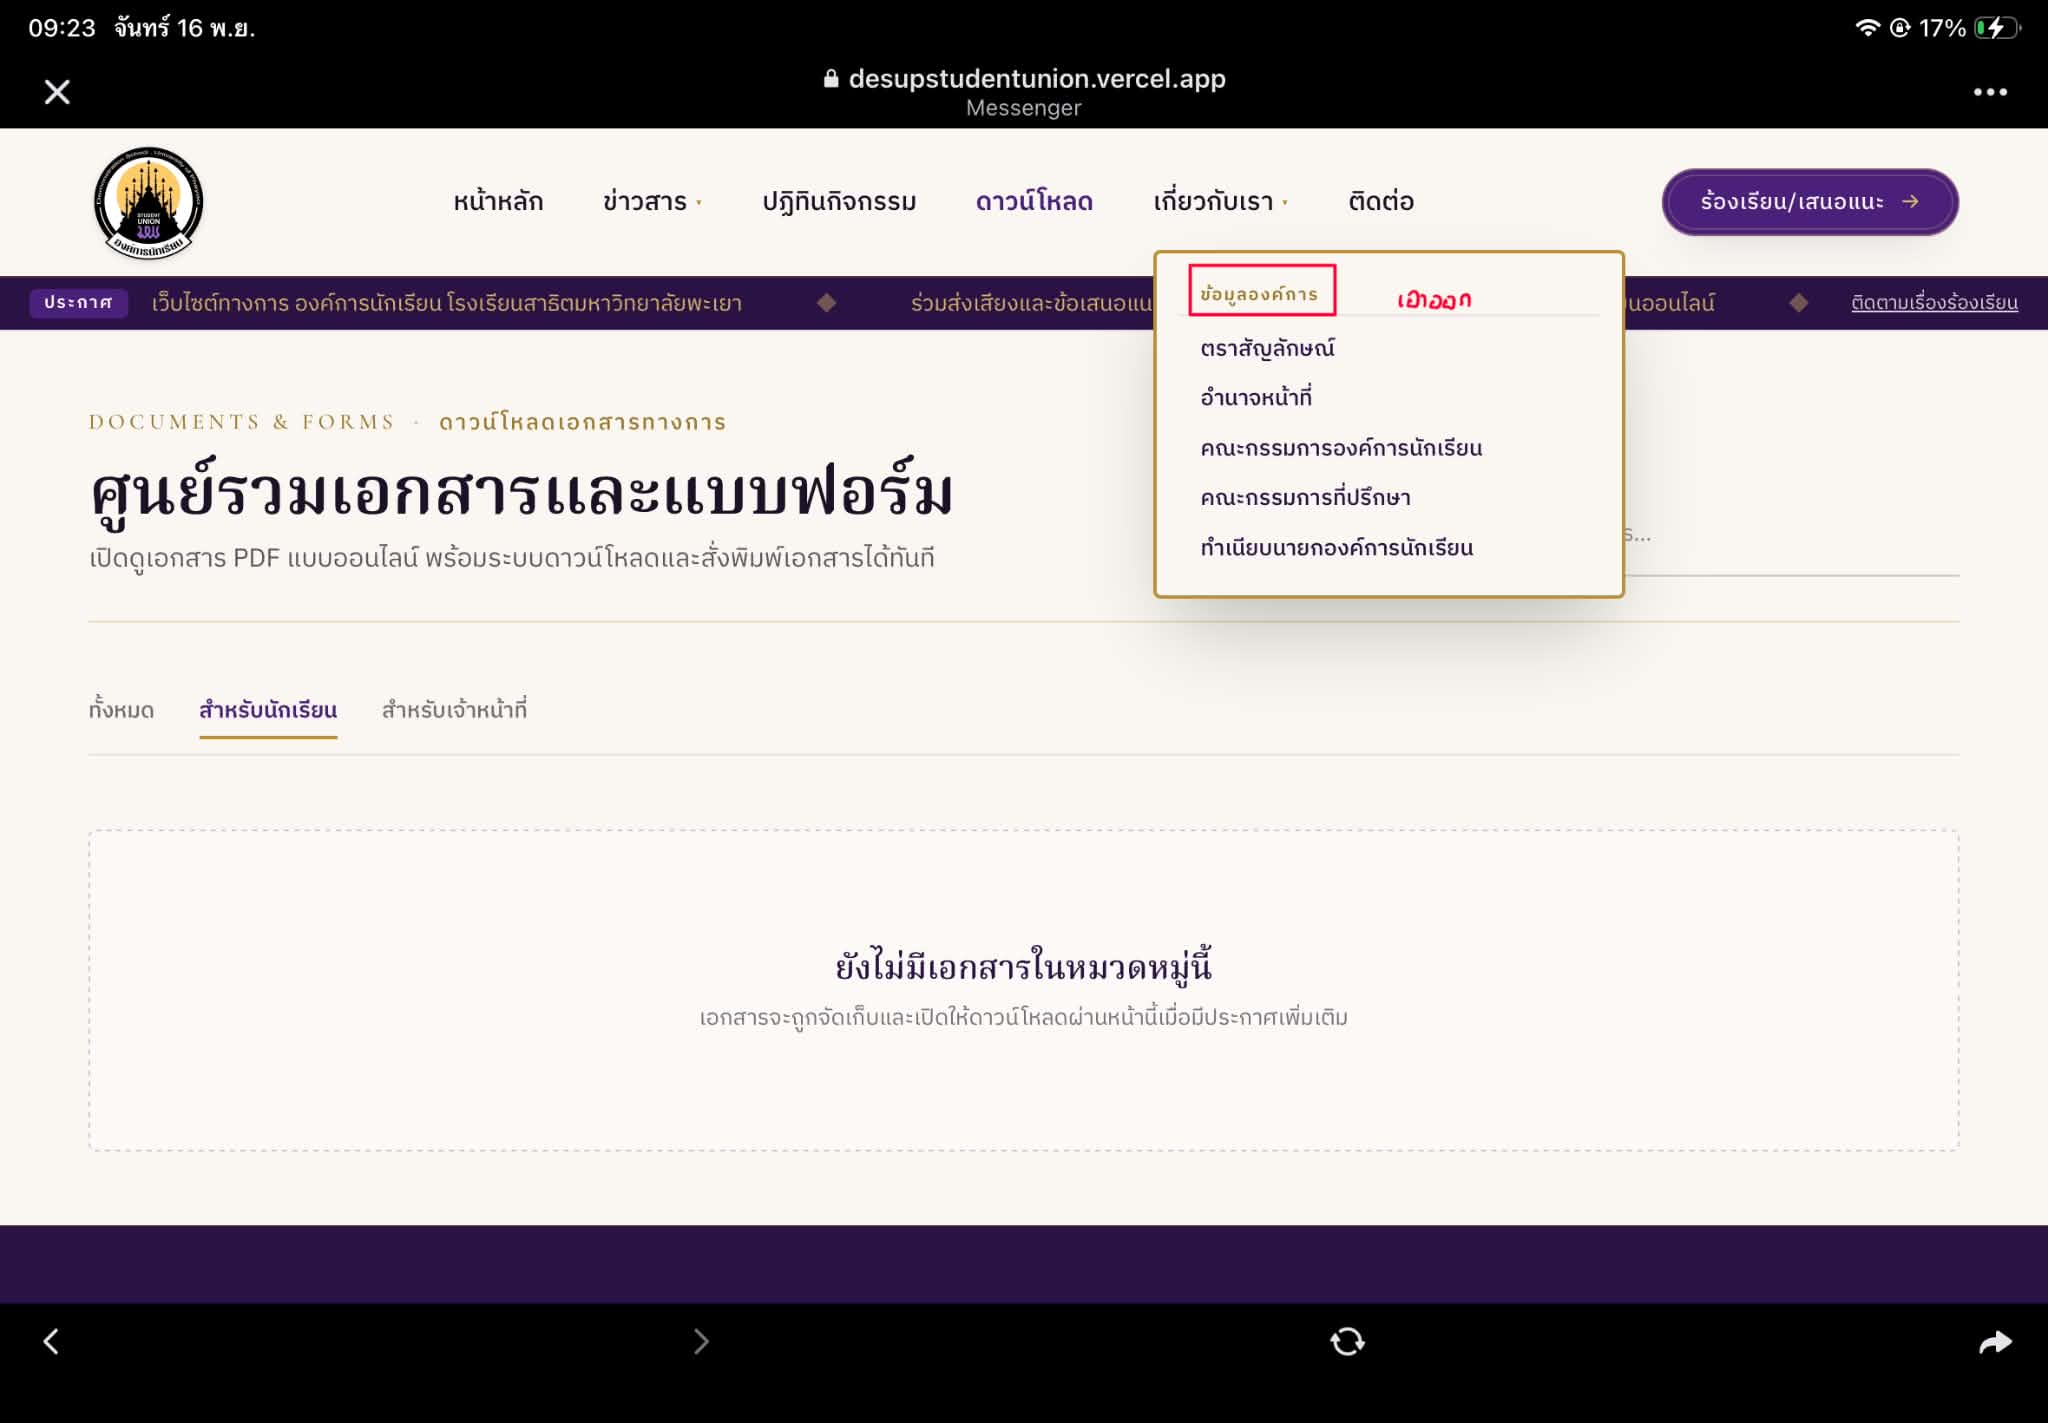 09:23 จันทร์ 16 พ.ย.
17%
desupstudentunion.vercel.app
Messenger
STUDENT
UNION
องค์การนักเรียน
หน้าหลัก
ข่าวสาร
ปฏิทินกิจกรรม
ดาวน์โหลด
เกี่ยวกับเรา
ติดต่อ
ร้องเรียน/เสนอแนะ →
ประกาศ
เว็บไซต์ทางการ องค์การนักเรียน โรงเรียนสาธิตมหาวิทยาลัยพะเยา
ร่วมส่งเสียงและข้อเสนอแน
นออนไลน์
ติดตามเรื่องร้องเรียน
ข้อมูลองค์การ
เอาออก
ตราสัญลักษณ์
อำนาจหน้าที่
คณะกรรมการองค์การนักเรียน
คณะกรรมการที่ปรึกษา
ทำเนียบนายกองค์การนักเรียน
DOCUMENTS & FORMS · ดาวน์โหลดเอกสารทางการ
ศูนย์รวมเอกสารและแบบฟอร์ม
เปิดดูเอกสาร PDF แบบออนไลน์ พร้อมระบบดาวน์โหลดและสั่งพิมพ์เอกสารได้ทันที
ร...
ทั้งหมด
สำหรับนักเรียน
สำหรับเจ้าหน้าที่
ยังไม่มีเอกสารในหมวดหมู่นี้
เอกสารจะถูกจัดเก็บและเปิดให้ดาวน์โหลดผ่านหน้านี้เมื่อมีประกาศเพิ่มเติม